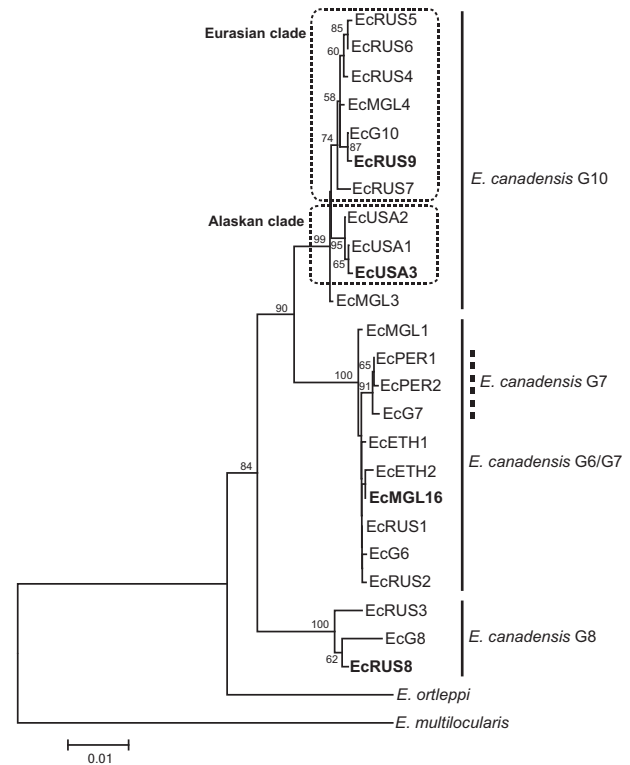 Eurasian clade
85
EcRUS5
EcRUS6
60
EcRUS4
58
EcMGL4
EcG10
74
87
EcRUS9
EcRUS7
E. canadensis G10
Alaskan clade
EcUSA2
99
95
EcUSA1
65
EcUSA3
EcMGL3
90
EcMGL1
65
EcPER1
100
91
EcPER2
E. canadensis G7
EcG7
EcETH1
E. canadensis G6/G7
84
EcETH2
EcMGL16
EcRUS1
EcG6
EcRUS2
EcRUS3
100
EcG8
E. canadensis G8
62
EcRUS8
E. ortleppi
E. multilocularis
0.01